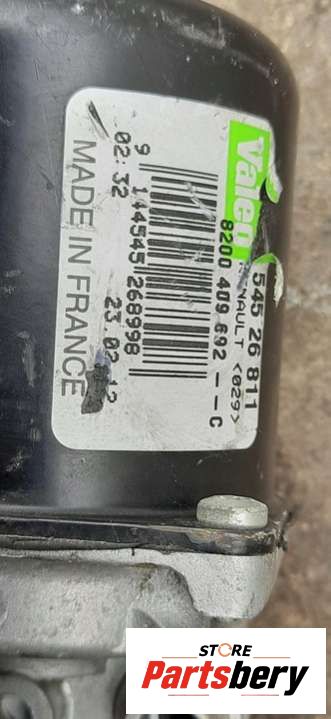 Valeo
545 26 811
RENAULT <029>
8200 409 692 --C
9 144545 268998
02:32 23.02.12
MADE IN FRANCE
STORE
Partsbery